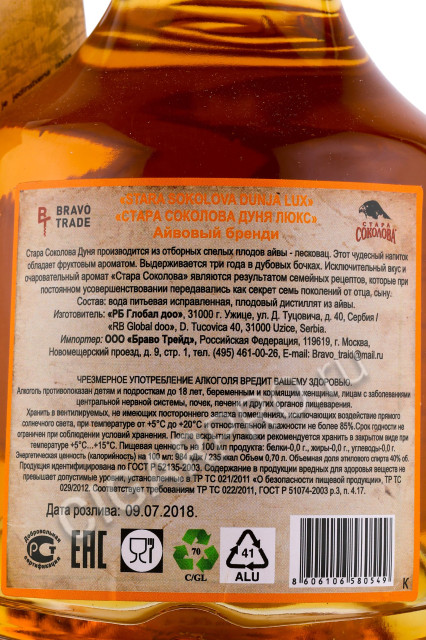 BRAVO
TRADE
«STARA SOKOLOVA DUNJA LUX»
«СТАРА СОКОЛОВА ДУНЯ ЛЮКС»
Айвовый бренди
СТАРА
СОКОЛОВА
Стара Соколова Дуня производится из отборных спелых плодов айвы - лесковац. Этот чудесный напиток
обладает фруктовым ароматом. Выдерживается три года в дубовых бочках. Исключительный вкус и
очаровательный аромат «Стара Соколова» являются результатом семейных рецептов, которые при
постоянном усовершенствовании передавались как секрет семь поколений от отца, сыну.
Состав: вода питьевая исправленная, плодовый дистиллят из айвы.
Изготовитель: «РБ Глобал доо», 31000 г. Ужице, ул. Д. Туцовича, д. 40, Сербия /
«RB Global doo», D. Tucovica 40, 31000 Uzice, Serbia.
Импортер: ООО «Браво Трейд», Российская Федерация, 119619, г. Москва,
Новомещерский проезд, д. 9, стр. 1, тел. (495) 461-00-26, E-mail: Bravo_traid@mail.ru
ЧРЕЗМЕРНОЕ УПОТРЕБЛЕНИЕ АЛКОГОЛЯ ВРЕДИТ ВАШЕМУ ЗДОРОВЬЮ.
Алкоголь противопоказан детям и подросткам до 18 лет, беременным и кормящим женщинам, лицам с заболеваниями
центральной нервной системы, почек, печени и других органов пищеварения.
Хранить в вентилируемых, не имеющих постороннего запаха помещениях, исключающих воздействие прямого
солнечного света, при температуре от +5°С до +20°С и относительной влажности не более 85%.Срок годности не
ограничен при соблюдении условий хранения. После вскрытия упаковки рекомендуется хранить в закрытом виде при
температуре +5°С...+15°С. Пищевая ценность на 100 г. продукта: белки-0,0 г., жиры-0,0 г., углеводы-0,0 г.
Энергетическая ценность (калорийность) на 100 мл: 984 кДж / 235 ккал Объем 0,70 л. Объемная доля этилового спирта 40% об.
Продукция идентифицирована по ГОСТ Р 52135-2003. Содержание в продукции вредных для здоровья веществ не
превышает допустимые уровни, установленные в ТР ТС 021/2011 «О безопасности пищевой продукции», ТР ТС
029/2012. Соответствует требованиям ТР ТС 022/2011, ГОСТ Р 51074-2003 р.3, п. 4.17.
Дата розлива: 09.07.2018.
Добровольная
сертификация
EAC
70
C/GL
41
ALU
8 606106 580549
К